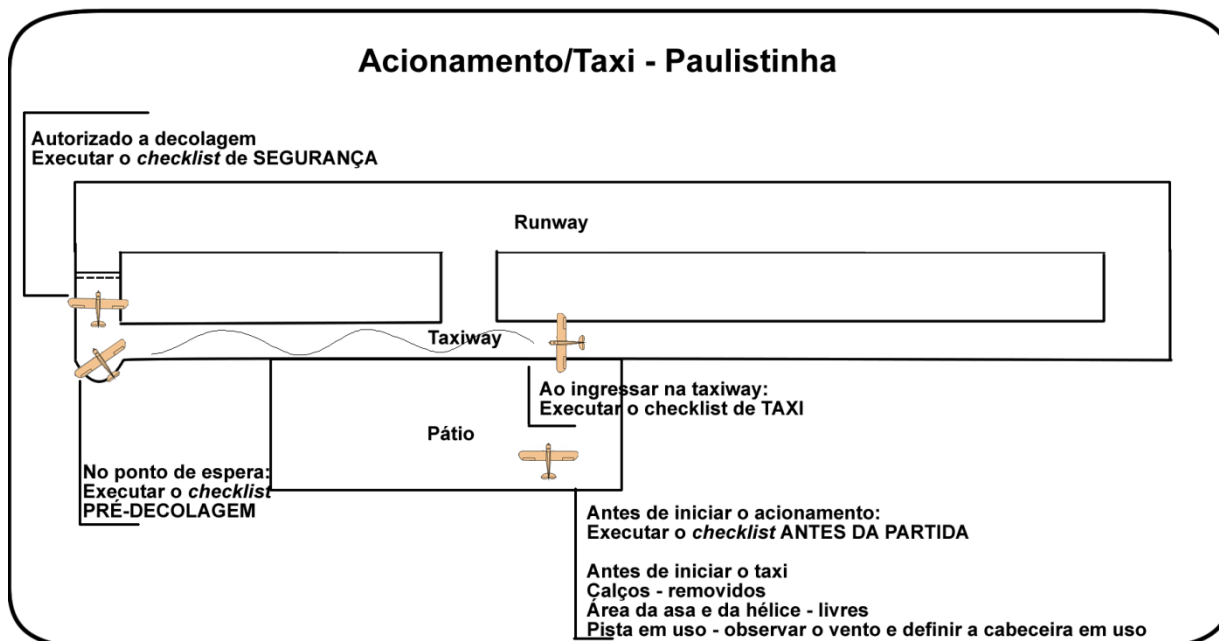 Acionamento/Taxi - Paulistinha
Autorizado a decolagem
Executar o checklist de SEGURANÇA
Runway
Taxiway
Ao ingressar na taxiway:
Executar o checklist de TAXI
Pátio
No ponto de espera:
Executar o checklist
PRÉ-DECOLAGEM
Antes de iniciar o acionamento:
Executar o checklist ANTES DA PARTIDA
Antes de iniciar o taxi
Calços - removidos
Área da asa e da hélice - livres
Pista em uso - observar o vento e definir a cabeceira em uso